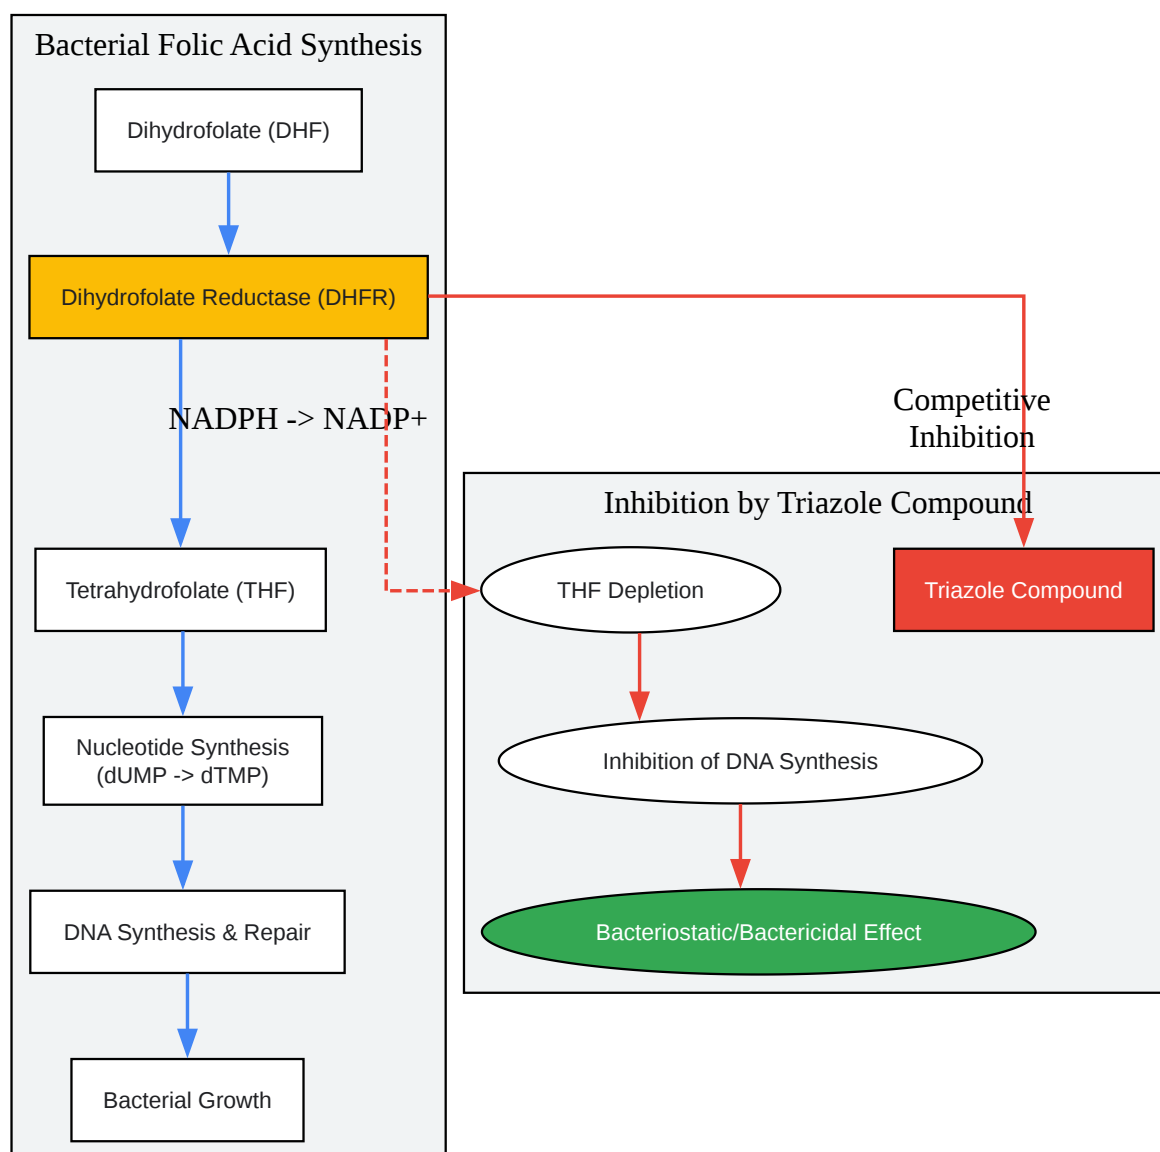 Bacterial Folic Acid Synthesis
Dihydrofolate (DHF)
Dihydrofolate Reductase (DHFR)
NADPH -> NADP+
Competitive
Inhibition
Inhibition by Triazole Compound
Tetrahydrofolate (THF)
THF Depletion
Triazole Compound
Nucleotide Synthesis
(dUMP -> dTMP)
Inhibition of DNA Synthesis
DNA Synthesis & Repair
Bacteriostatic/Bactericidal Effect
Bacterial Growth